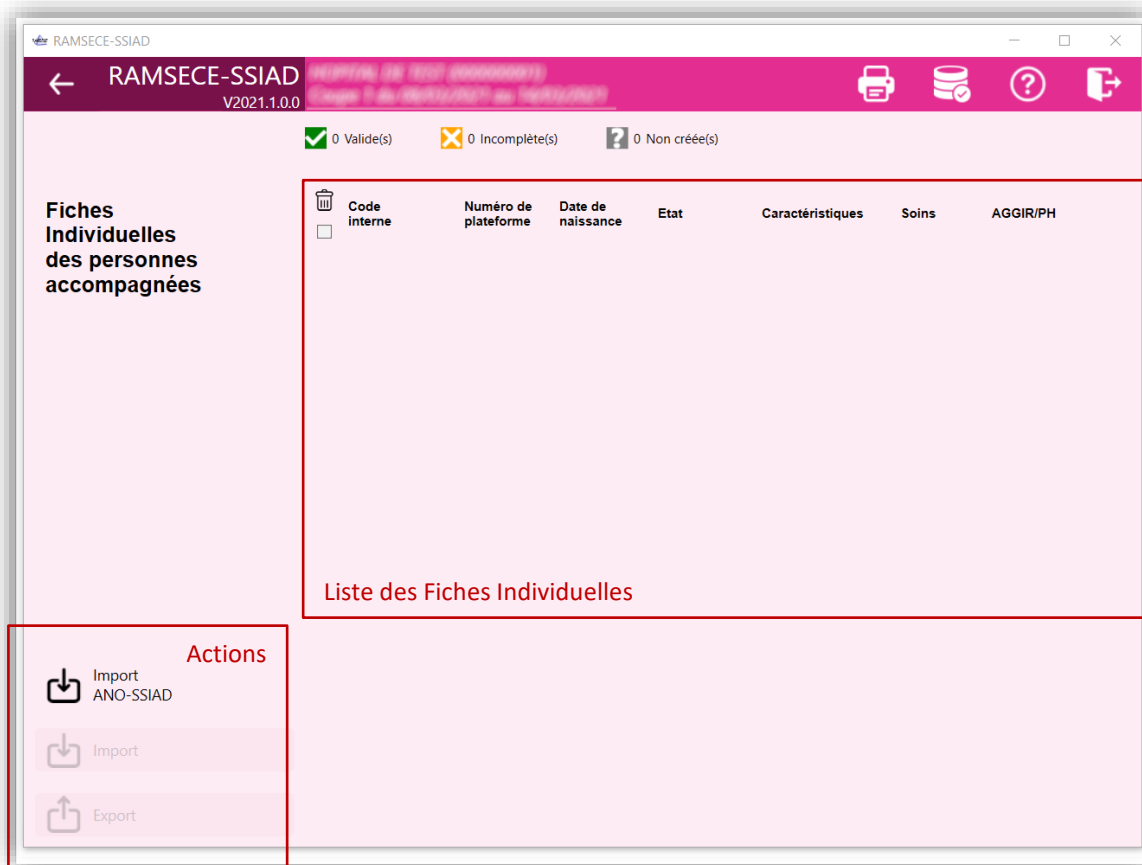 RAMSECE-SSIAD
RAMSECE-SSIAD
V2021.1.0.0
0 Valide(s)
0 Incomplète(s)
0 Non créée(s)
Fiches
Individuelles
des personnes
accompagnées
Code
interne
Numéro de
plateforme
Date de
naissance
Etat
Caractéristiques
Soins
AGGIR/PH
Liste des Fiches Individuelles
Actions
Import
ANO-SSIAD
Import
Export